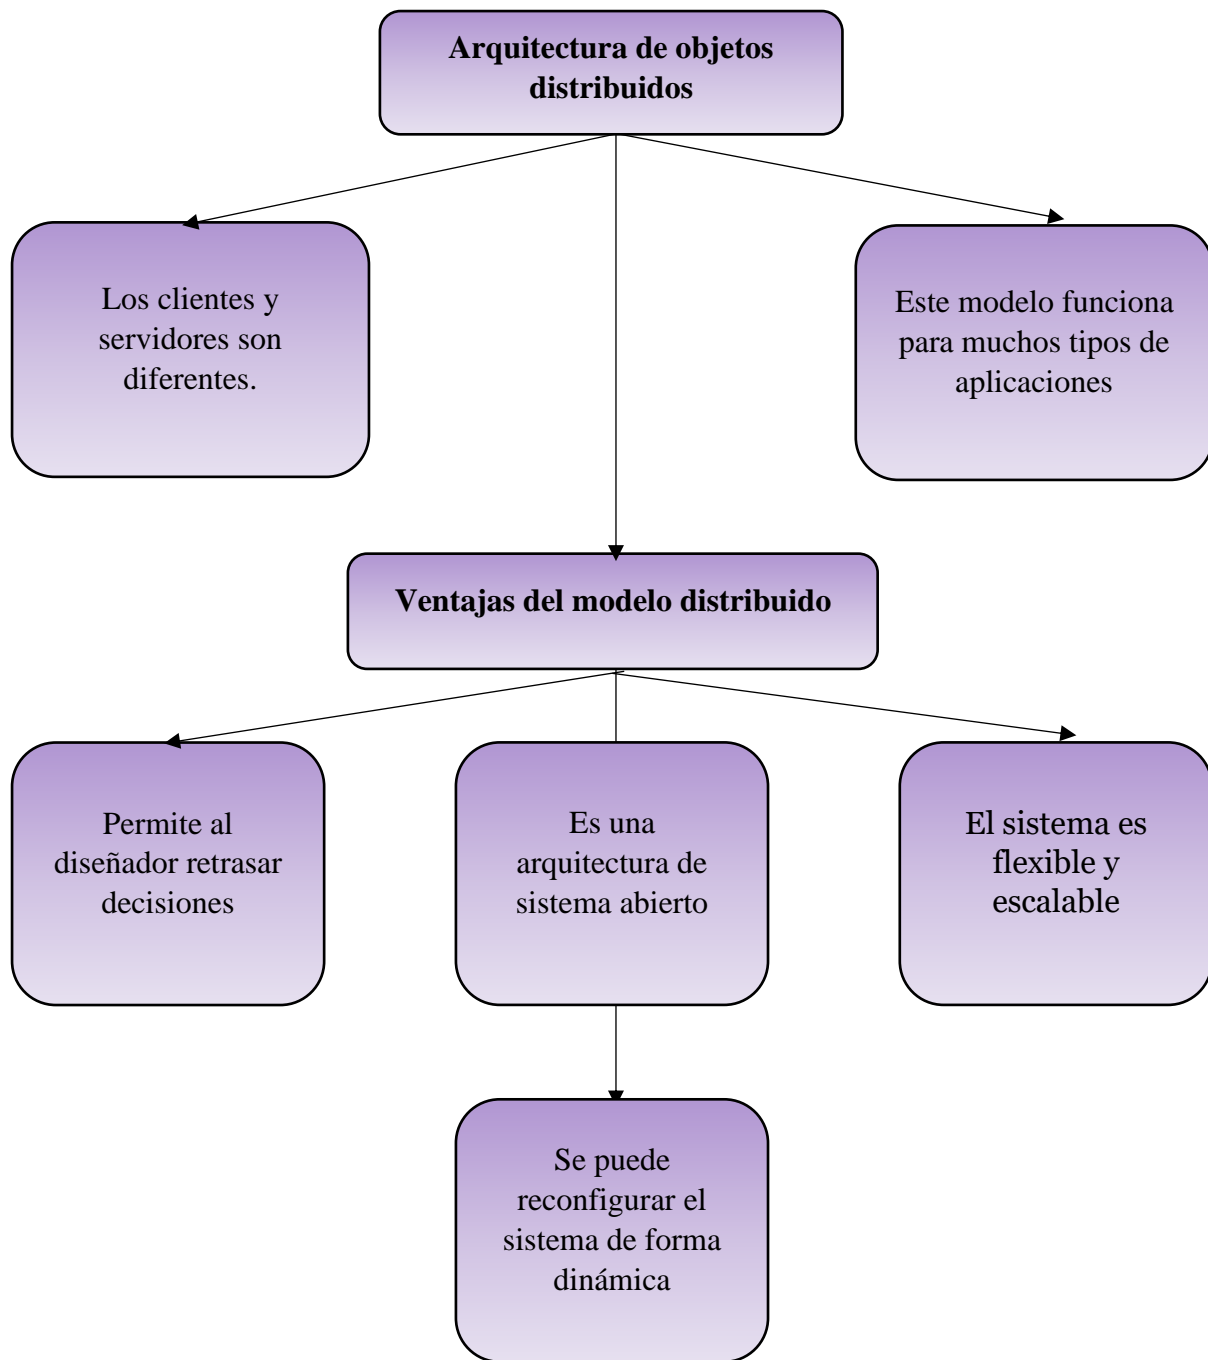 Arquitectura de objetos
distribuidos
Los clientes y
servidores son
diferentes.
Este modelo funciona
para muchos tipos de
aplicaciones
Ventajas del modelo distribuido
Permite al
diseñador retrasar
decisiones
Es una
arquitectura de
sistema abierto
El sistema es
flexible y
escalable
Se puede
reconfigurar el
sistema de forma
dinámica